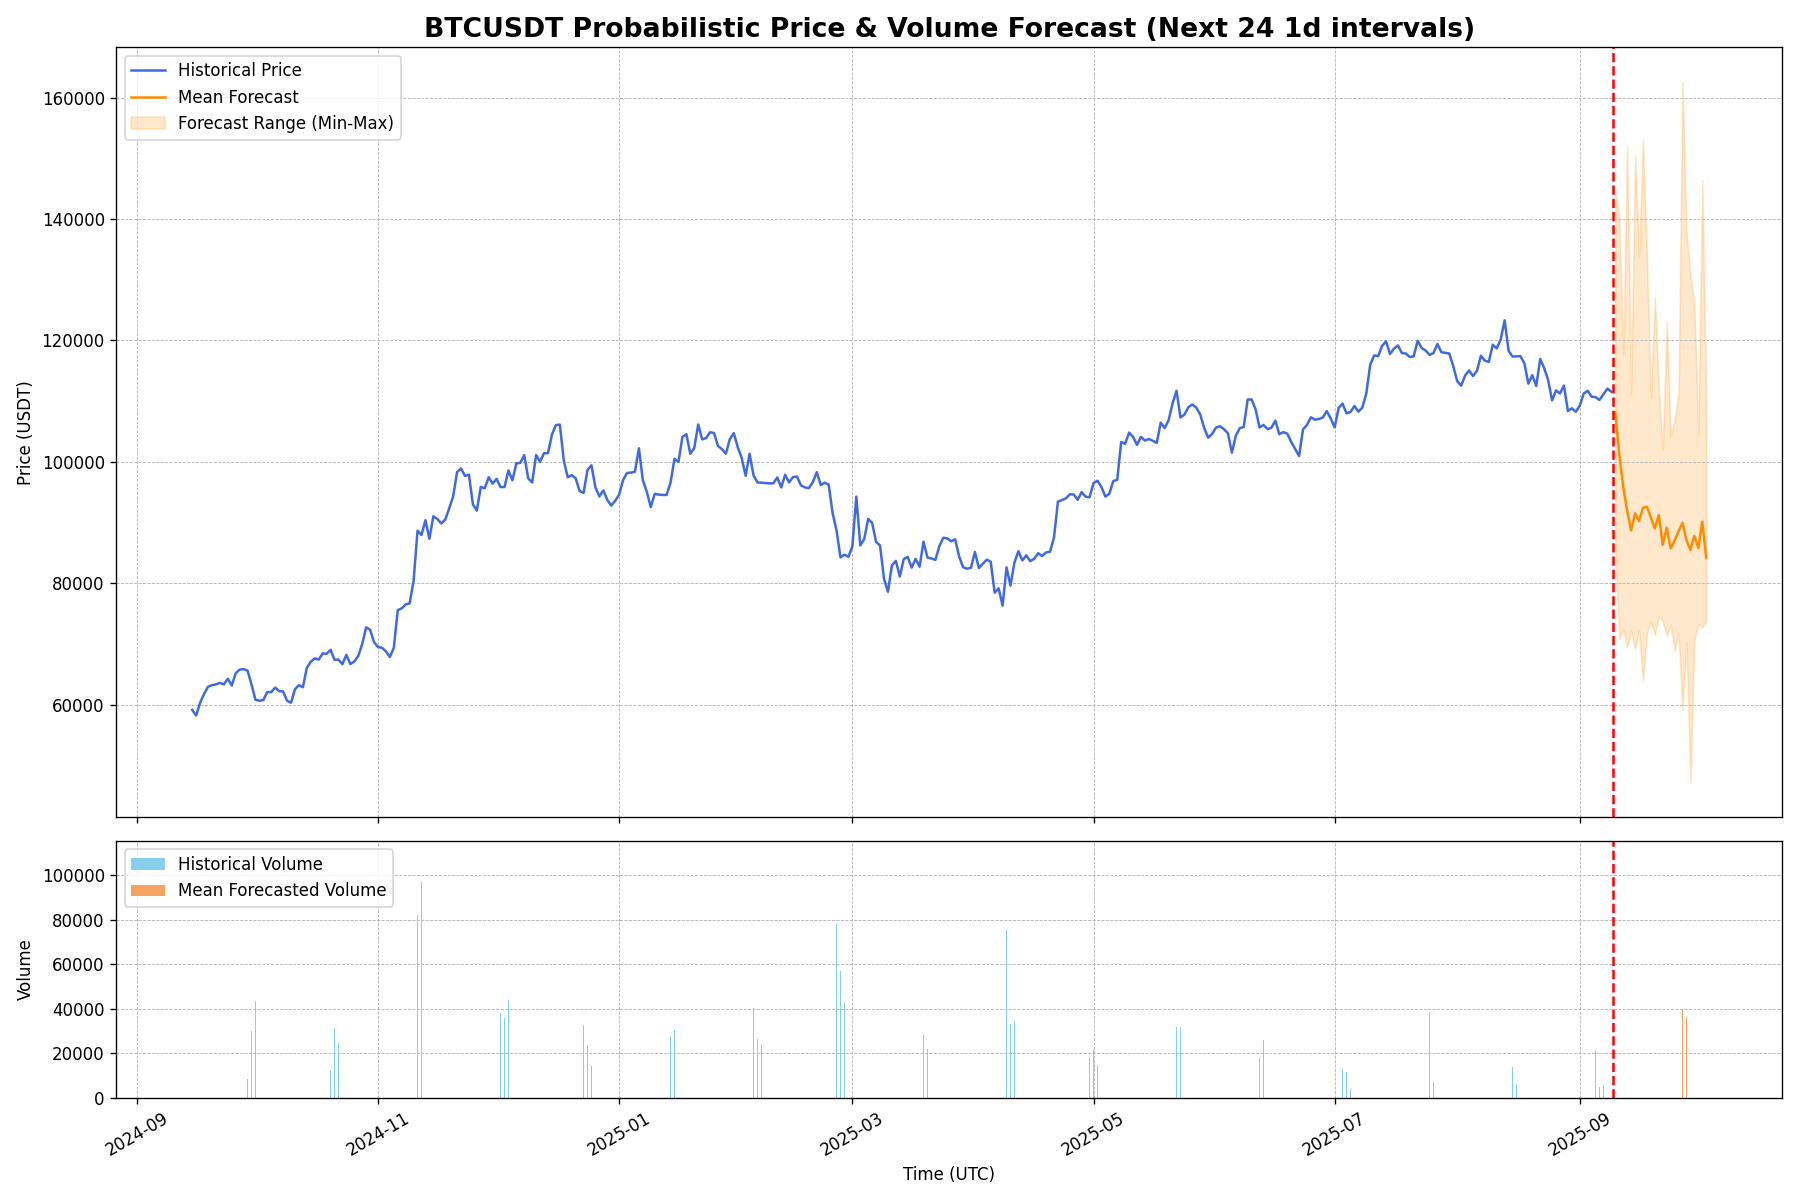 BTCUSDT Probabilistic Price & Volume Forecast (Next 24 1d intervals)
Historical Price
Mean Forecast
Forecast Range (Min-Max)
160000
140000
120000
100000
80000
60000
Price (USDT)
Historical Volume
Mean Forecasted Volume
100000
80000
60000
40000
20000
0
Volume
2024-09
2024-11
2025-01
2025-03
2025-05
2025-07
2025-09
Time (UTC)